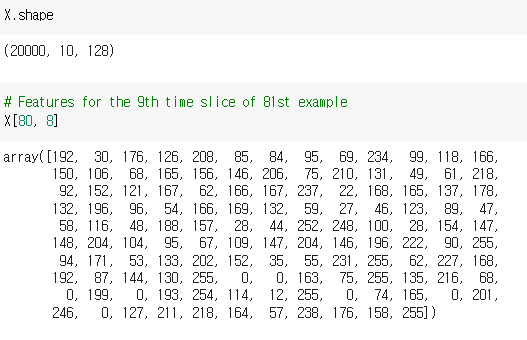 X.shape
(20000, 10, 128)
# Features for the 9th time slice of 81st example
X[80, 8]
array([192, 30, 176, 126, 208, 85, 84, 95, 69, 234, 99, 118, 166,
150, 106, 68, 165, 156, 146, 206, 75, 210, 131, 49, 61, 218,
92, 152, 121, 167, 62, 166, 167, 237, 22, 168, 165, 137, 178,
132, 196, 96, 54, 166, 169, 132, 59, 27, 46, 123, 89, 47,
58, 116, 48, 188, 157, 28, 44, 252, 248, 100, 28, 154, 147,
148, 204, 104, 95, 67, 109, 147, 204, 146, 196, 222, 90, 255,
94, 171, 53, 133, 202, 152, 35, 55, 231, 255, 62, 227, 168,
192, 87, 144, 130, 255, 0, 0, 163, 75, 255, 135, 216, 68,
0, 199, 0, 193, 254, 114, 12, 255, 0, 74, 165, 0, 201,
246, 0, 127, 211, 218, 164, 57, 238, 176, 158, 255])